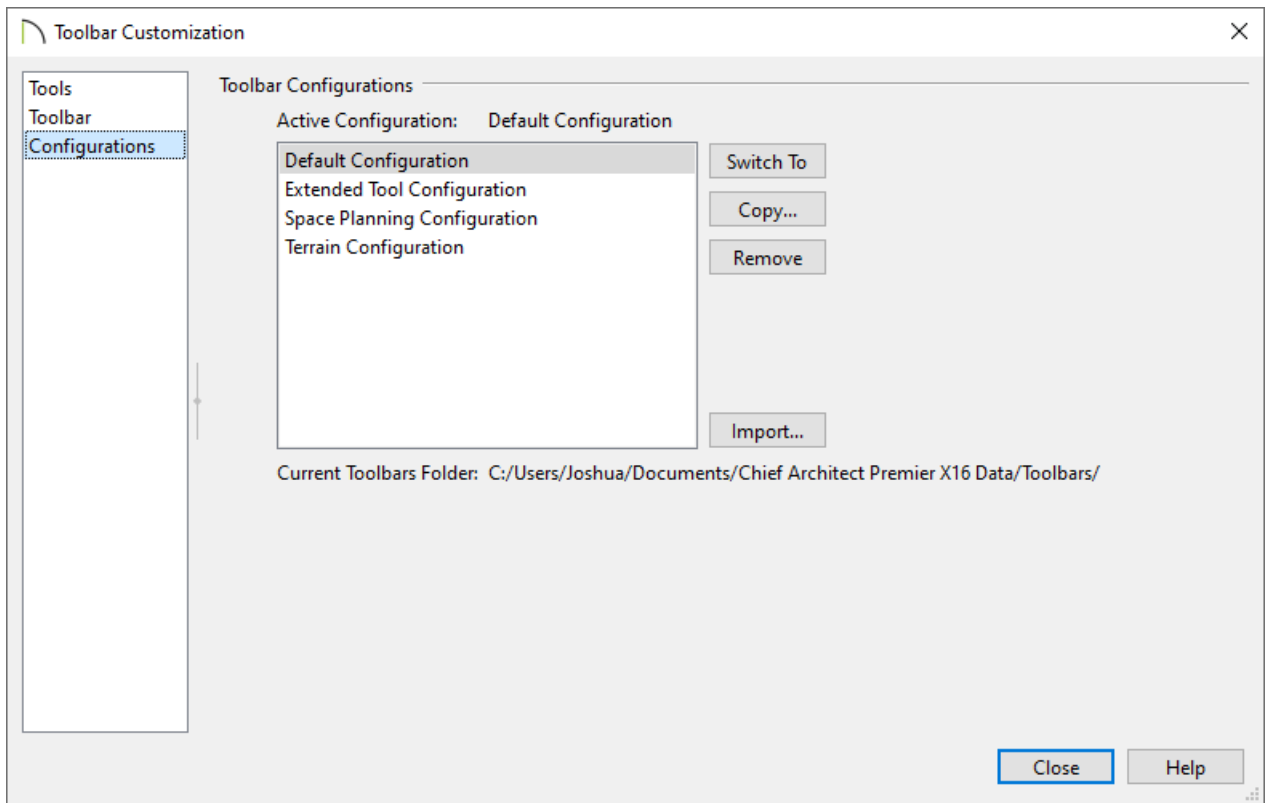 Toolbar Customization
Tools
Toolbar
Configurations
Toolbar Configurations
Active Configuration: Default Configuration
Default Configuration
Extended Tool Configuration
Space Planning Configuration
Terrain Configuration
Switch To
Copy...
Remove
Import...
Current Toolbars Folder: C:/Users/Joshua/Documents/Chief Architect Premier X16 Data/Toolbars/
Close
Help